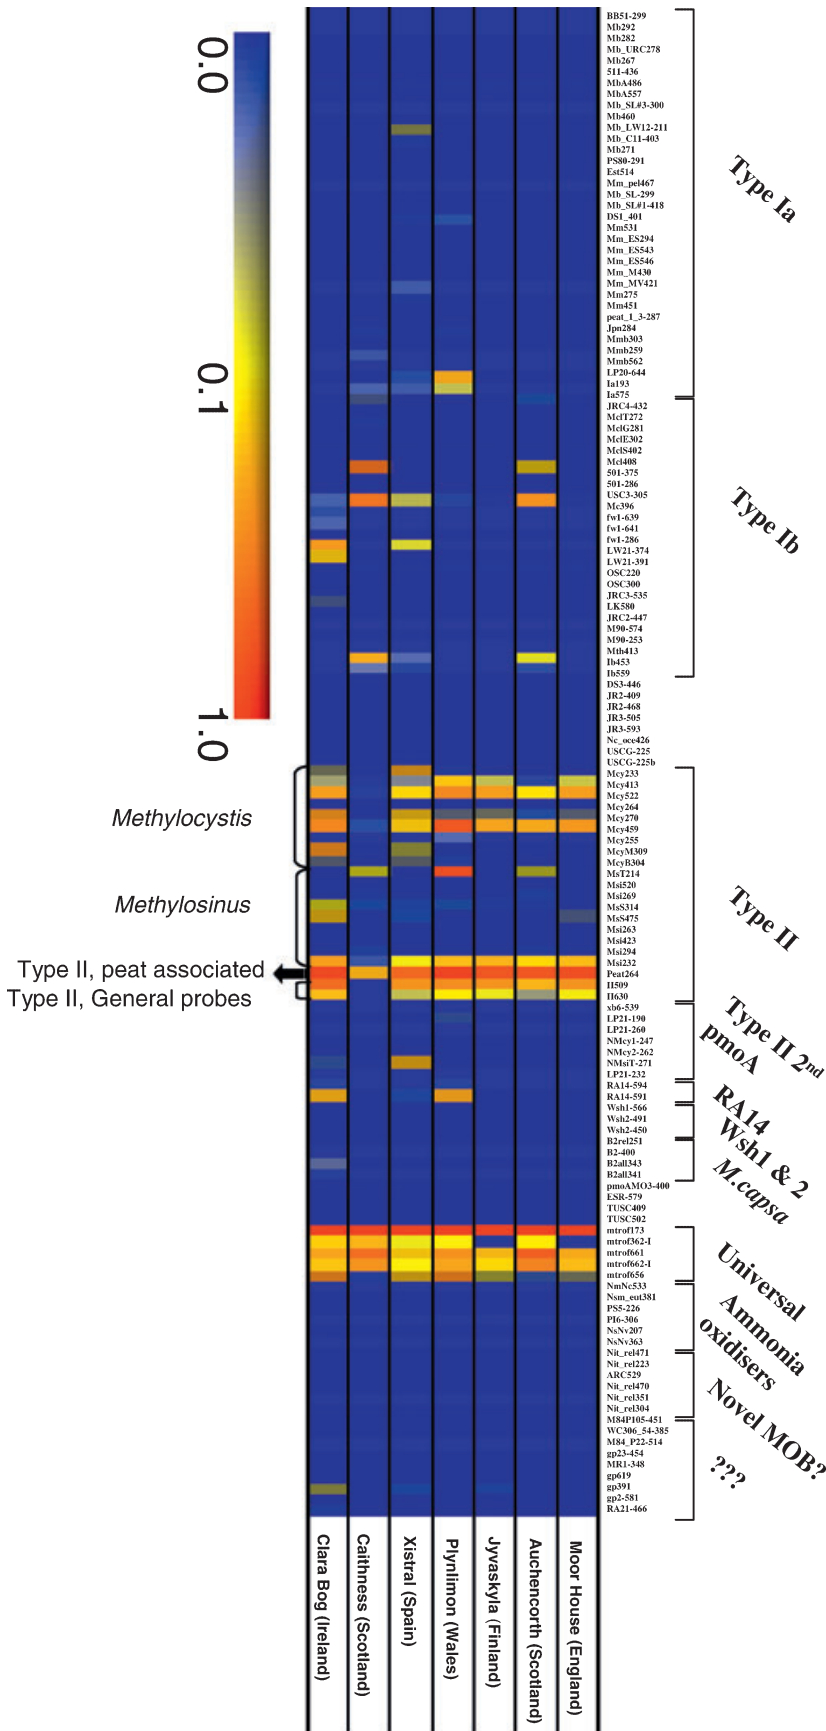 0.0
0.1
1.0
BB51-299
Mb292
Mb282
Mb_URC278
Mb267
511-436
MbA486
MbA557
Mb_SL#3-300
Mb460
Mb_LW12-211
Mb_C11-403
Mb271
PS80-291
Est514
Mm_pel467
Mb_SL-299
Mb_SL#1-418
DS1_401
Mm531
Mm_ES294
Mm_ES543
Mm_ES546
Mm_M430
Mm_MV421
Mm275
Mm451
peat_1_3-287
Jpn284
Mmb303
Mmb259
Mmb562
LP20-644
Ia193
Ia575
JRC4-432
MclT272
MclG281
MclE302
MclS402
Mcl408
501-375
501-286
USC3-305
Mc396
fw1-639
fw1-641
fw1-286
LW21-374
LW21-391
OSC220
OSC300
JRC3-535
LK580
JRC2-447
M90-574
M90-253
Mth413
Ib453
Ib559
DS3-446
JR2-409
JR2-468
JR3-505
JR3-593
Nc_oce426
USCG-225
USCG-225b
Mcy233
Mcy413
Mcy522
Mcy264
Mcy270
Mcy459
Mcy255
McyM309
McyB304
MsT214
Msi520
Msi269
MsS314
MsS475
Msi263
Msi423
Msi294
Msi232
Peat264
II509
II630
xb6-539
LP21-190
LP21-260
NMcy1-247
NMcy2-262
NMsiT-271
LP21-232
RA14-594
RA14-591
Wsh1-566
Wsh2-491
Wsh2-450
B2rel251
B2-400
B2all343
B2all341
pmoAMO3-400
ESR-579
TUSC409
TUSC502
mtrof173
mtrof362-I
mtrof661
mtrof662-I
mtrof656
NmNc533
Nsm_eut381
PS5-226
PI6-306
NsNv207
NsNv363
Nit_rel471
Nit_rel223
ARC529
Nit_rel470
Nit_rel351
Nit_rel304
M84P105-451
WC306_54-385
M84_P22-514
gp23-454
MR1-348
gp619
gp391
gp2-581
RA21-466
Type Ia
Type Ib
Type II
Type II 2nd
pmoA
RA14
Wsh1 & 2
M.capsa
Universal
Ammonia
oxidisers
Novel MOB?
???
Methylocystis
Methylosinus
Type II, peat associated
Type II, General probes
Clara Bog (Ireland)
Caithness (Scotland)
Xistral (Spain)
Plynlimon (Wales)
Jyvaskyla (Finland)
Auchencorth (Scotland)
Moor House (England)